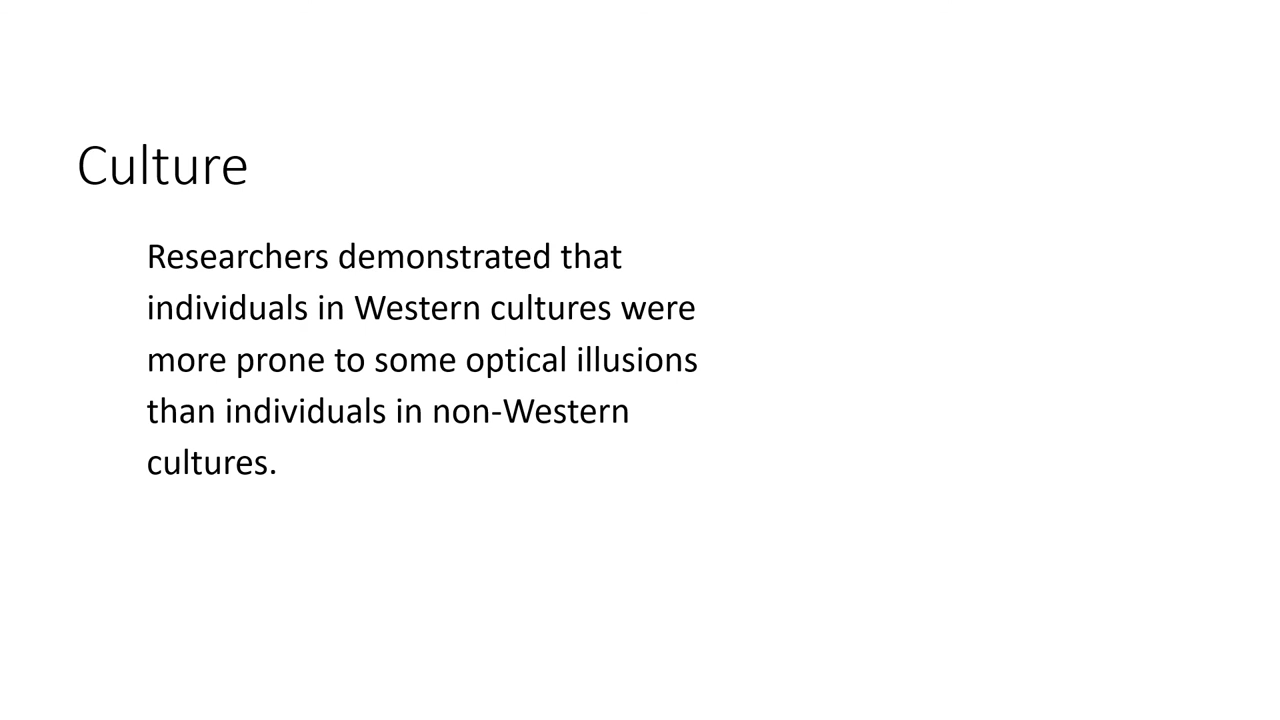 Culture
Researchers demonstrated that
individuals in Western cultures were
more prone to some optical illusions
than individuals in non-Western
cultures.